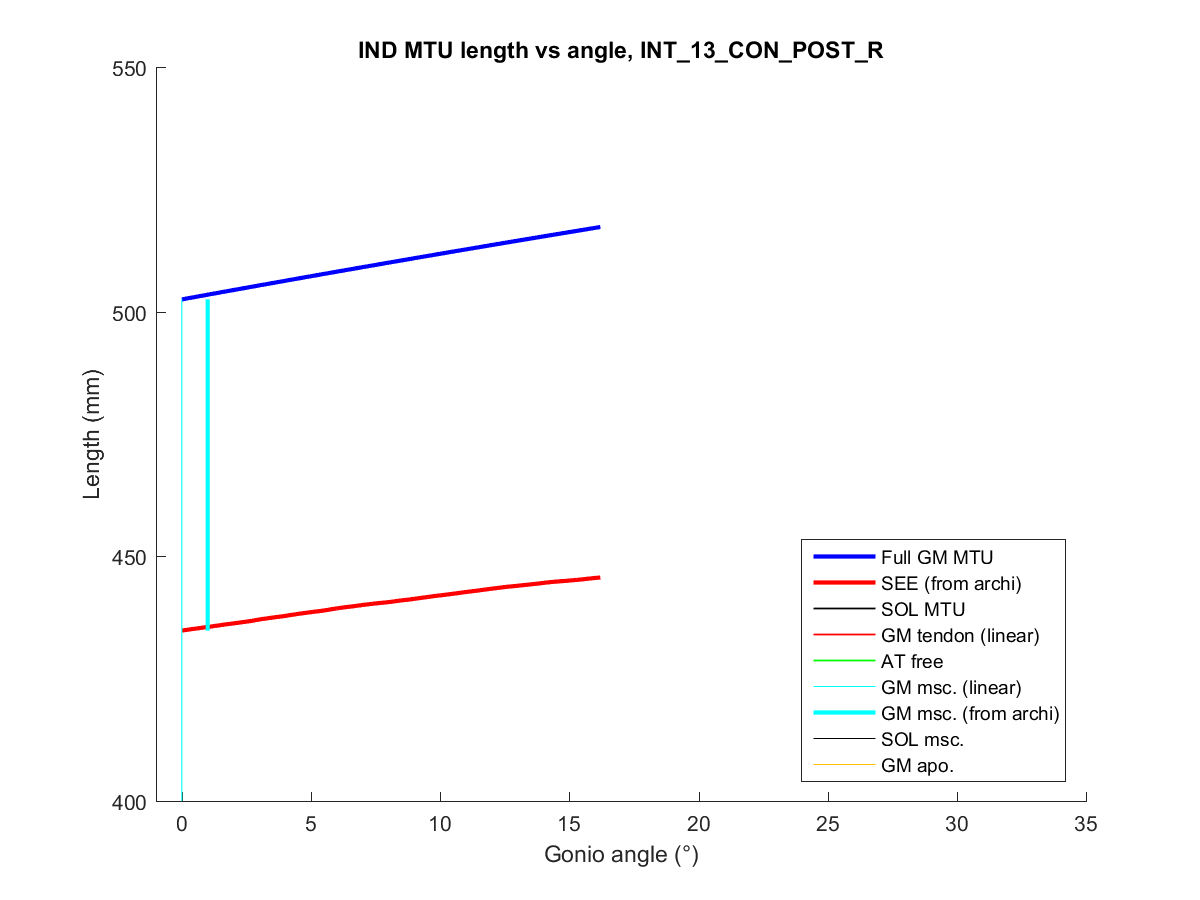 IND MTU length vs angle, INT_13_CON_POST_R
550
500
450
400
Length (mm)
0 5 10 15 20 25 30 35
Gonio angle (°)
Full GM MTU
SEE (from archi)
SOL MTU
GM tendon (linear)
AT free
GM msc. (linear)
GM msc. (from archi)
SOL msc.
GM apo.